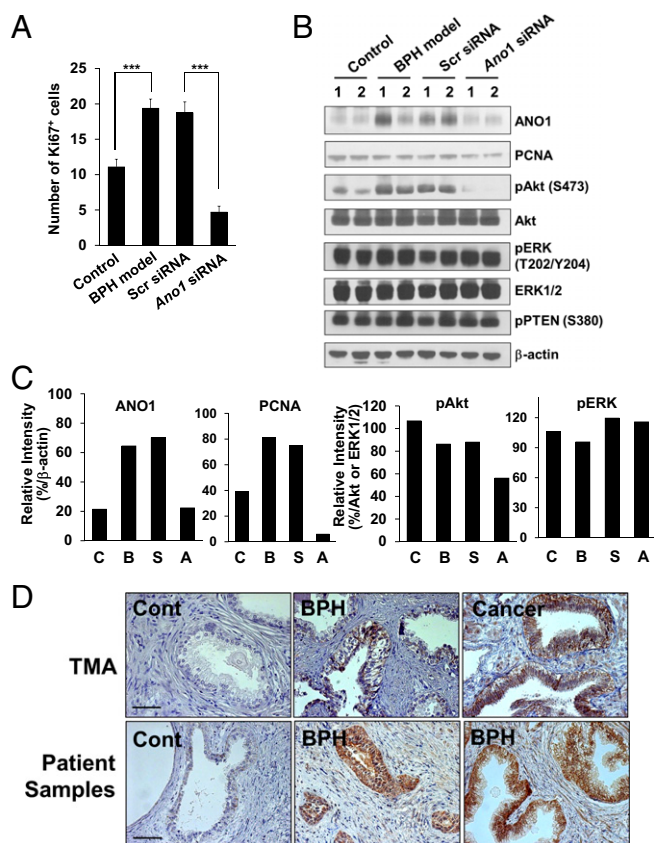 A
Number of Ki67⁺ cells
25
20
15
10
5
0
***
***
Control
BPH model
Scr siRNA
Ano1 siRNA
B
Control
BPH model
Scr siRNA
Ano1 siRNA
1 2 1 2 1 2 1 2
ANO1
PCNA
pAkt (S473)
Akt
pERK
(T202/Y204)
ERK1/2
pPTEN (S380)
β-actin
C
Relative Intensity
(%/β-actin)
ANO1
100
80
60
40
20
0
C B S A
PCNA
100
80
60
40
20
0
C B S A
Relative Intensity
(%/Akt or ERK1/2)
pAkt
120
100
80
60
40
20
0
C B S A
pERK
120
90
60
30
0
C B S A
D
TMA
Cont
BPH
Cancer
Patient
Samples
Cont
BPH
BPH